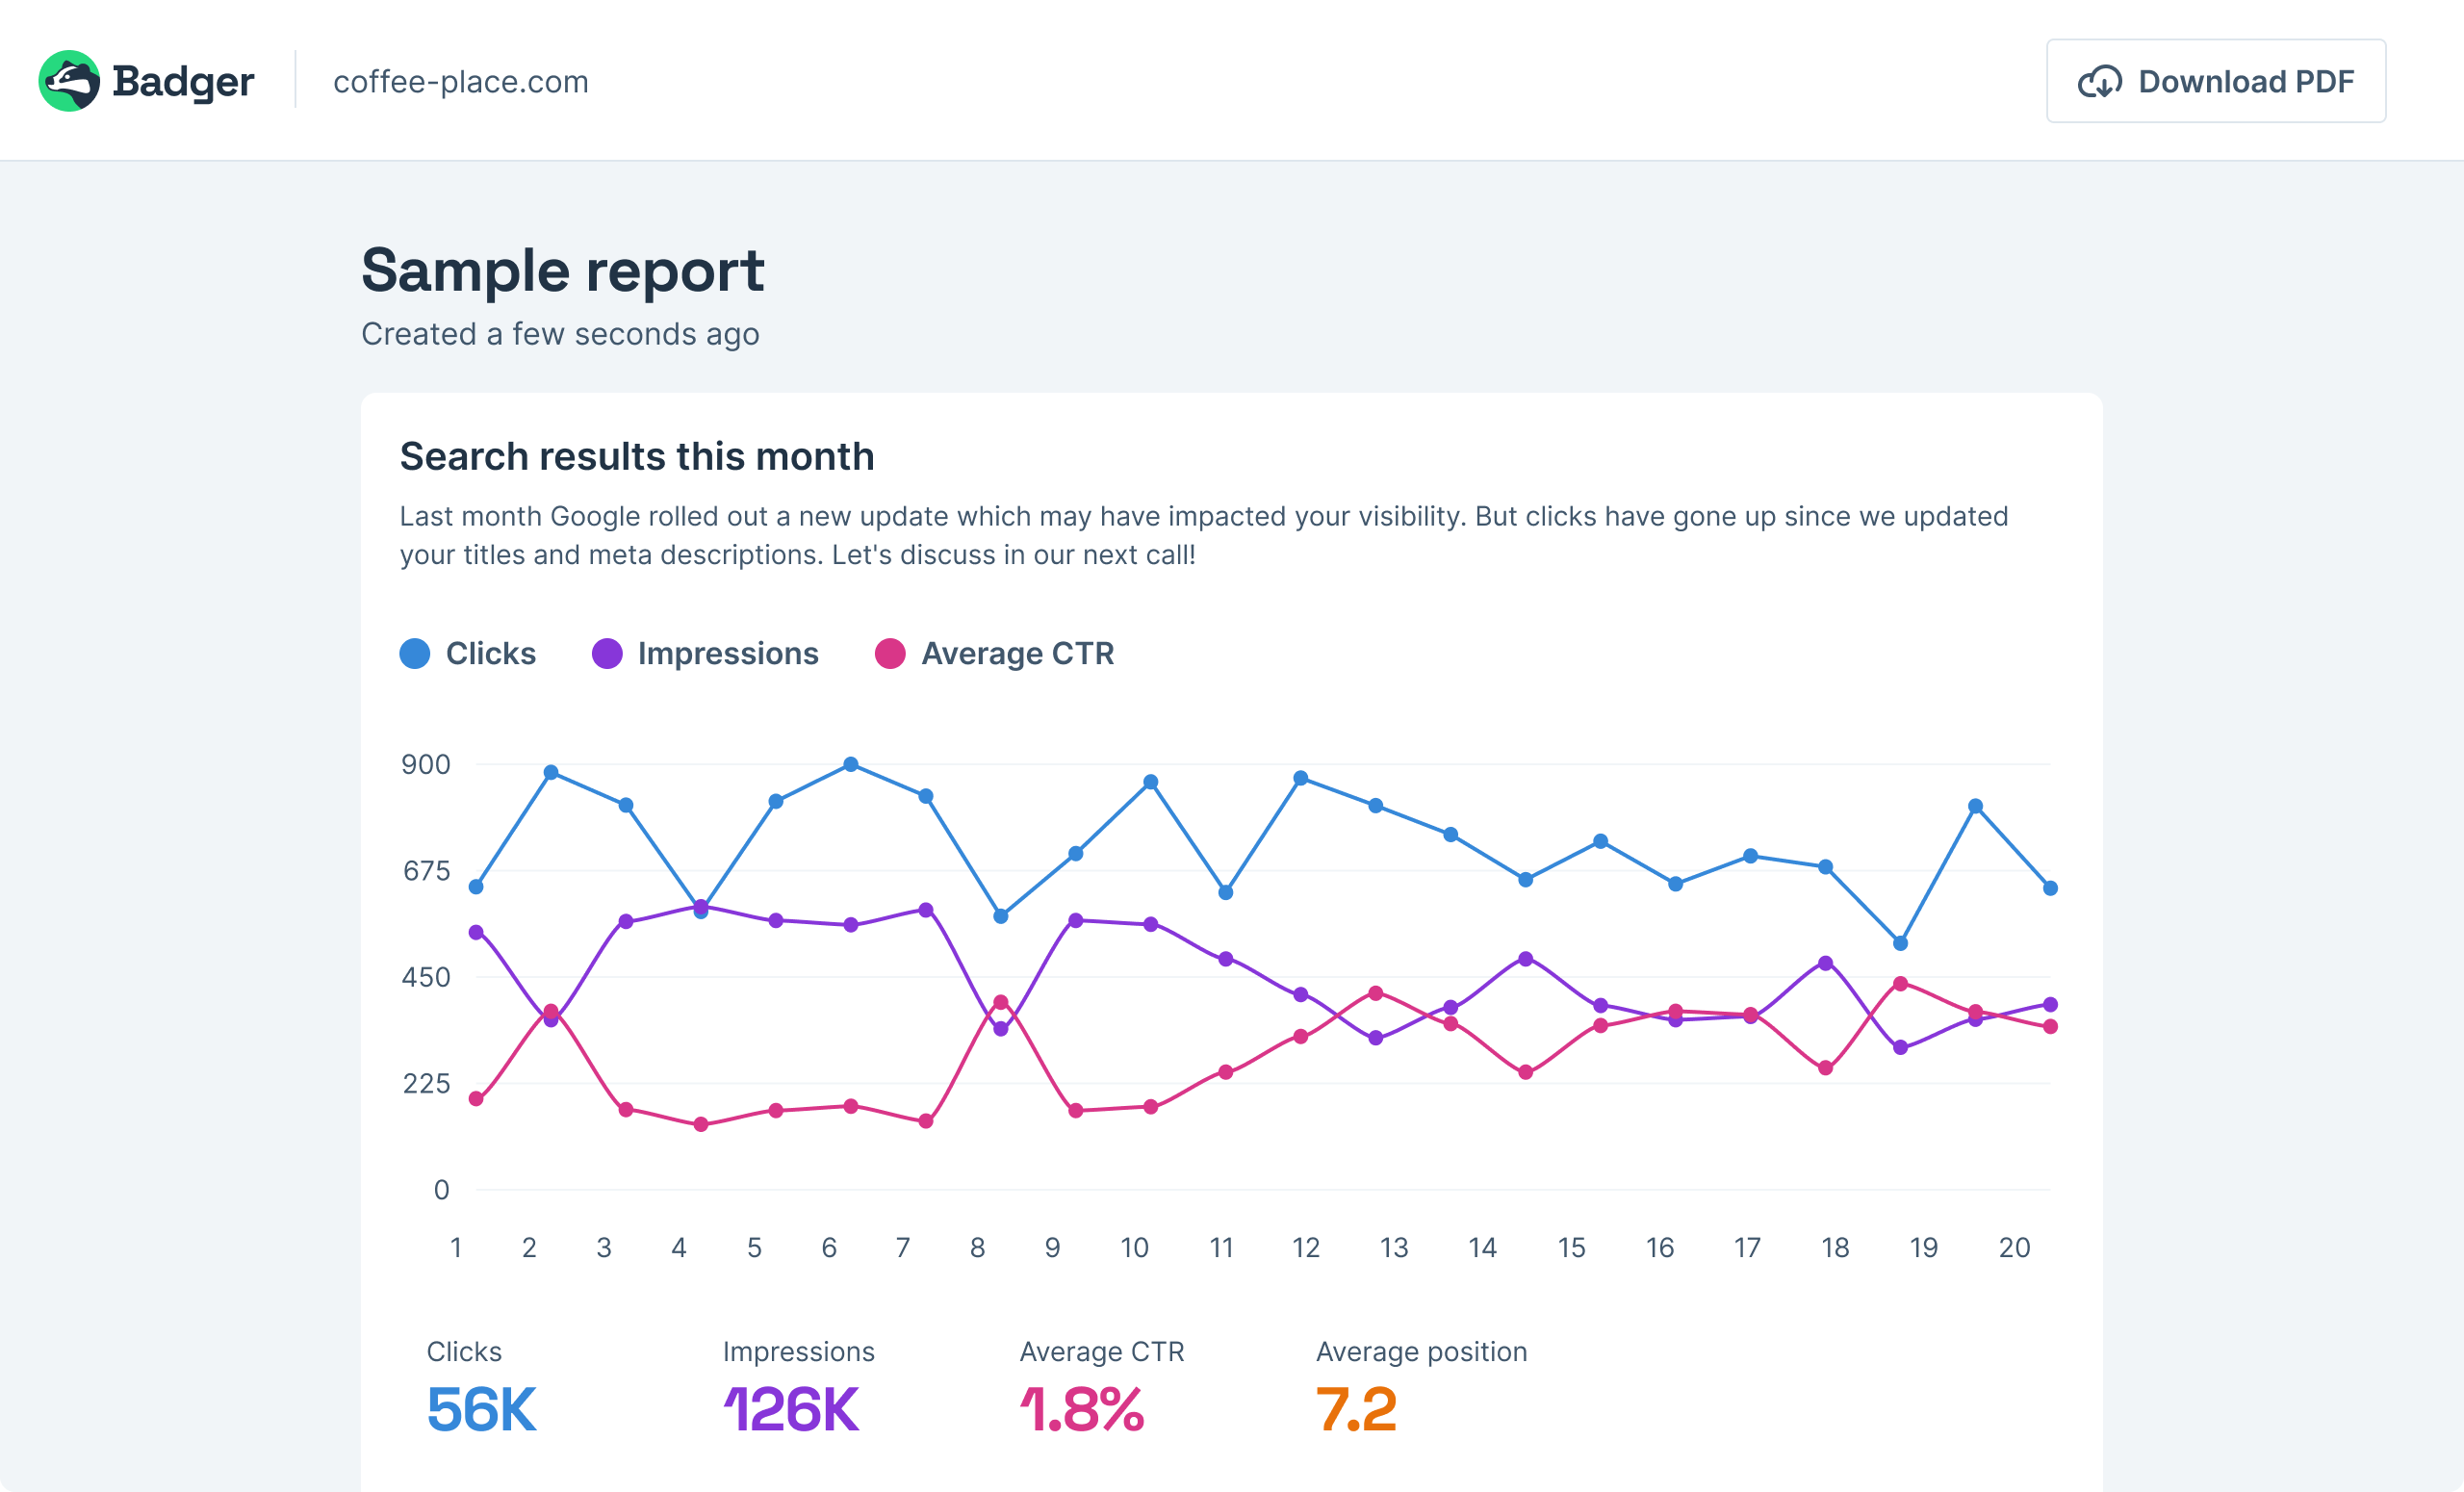 Badger
coffee-place.com
Download PDF
Sample report
Created a few seconds ago
Search results this month
Last month Google rolled out a new update which may have impacted your visibility. But clicks have gone up since we updated
your titles and meta descriptions. Let's discuss in our next call!
Clicks Impressions Average CTR
900
675
450
225
0
1 2 3 4 5 6 7 8 9 10 11 12 13 14 15 16 17 18 19 20
Clicks Impressions Average CTR Average position
56K 126K 1.8% 7.2